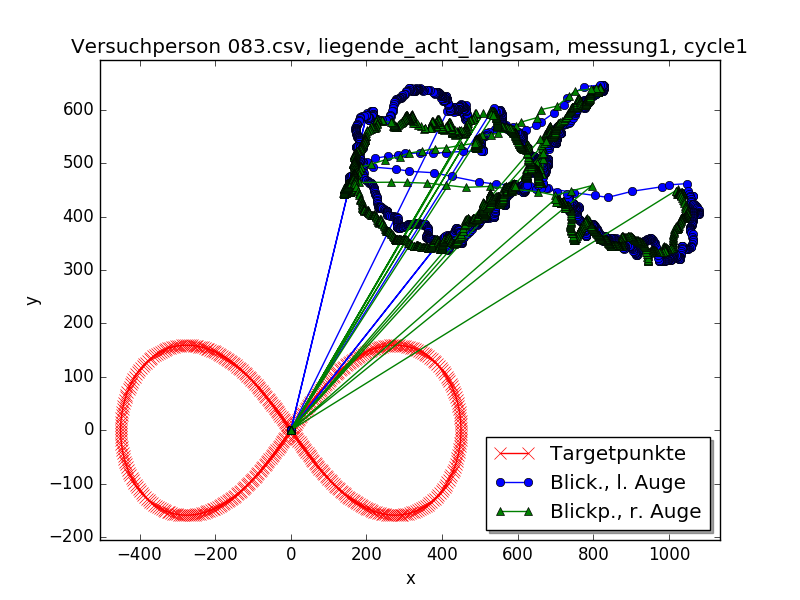 Versuchperson 083.csv, liegende_acht_langsam, messung1, cycle1
600
500
400
300
200
100
0
−100
−200
y
−400 −200 0 200 400 600 800 1000
x
Targetpunkte
Blick., l. Auge
Blickp., r. Auge